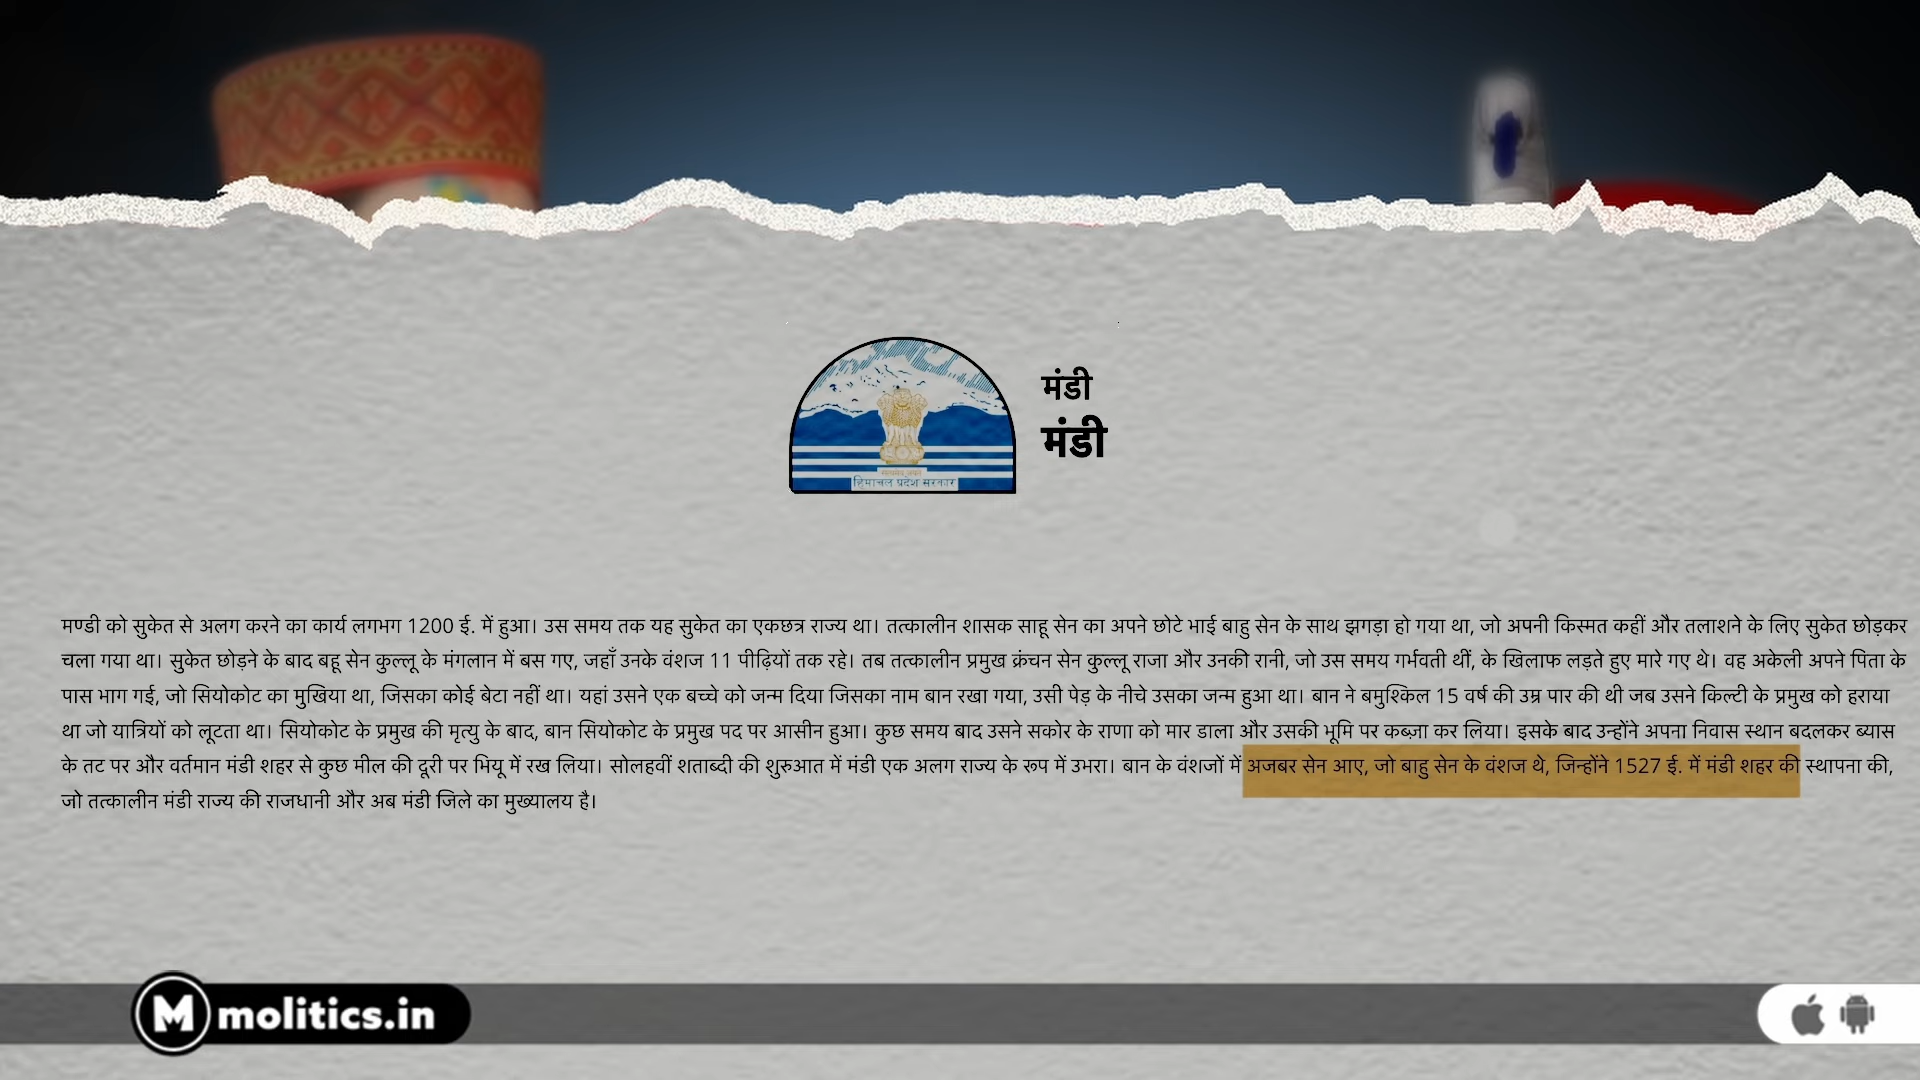 मंडी
मंडी
सत्यमेव जयते
हिमाचल प्रदेश सरकार
मण्डी को सुकेत से अलग करने का कार्य लगभग 1200 ई. में हुआ। उस समय तक यह सुकेत का एकछत्र राज्य था। तत्कालीन शासक साहू सेन का अपने छोटे भाई बाहु सेन के साथ झगड़ा हो गया था, जो अपनी किस्मत कहीं और तलाशने के लिए सुकेत छोड़कर
चला गया था। सुकेत छोड़ने के बाद बहू सेन कुल्लू के मंगलान में बस गए, जहाँ उनके वंशज 11 पीढ़ियों तक रहे। तब तत्कालीन प्रमुख क्रंचन सेन कुल्लू राजा और उनकी रानी, जो उस समय गर्भवती थीं, के खिलाफ लड़ते हुए मारे गए थे। वह अकेली अपने पिता के
पास भाग गई, जो सियोकोट का मुखिया था, जिसका कोई बेटा नहीं था। यहां उसने एक बच्चे को जन्म दिया जिसका नाम बान रखा गया, उसी पेड़ के नीचे उसका जन्म हुआ था। बान ने बमुश्किल 15 वर्ष की उम्र पार की थी जब उसने किल्टी के प्रमुख को हराया
था जो यात्रियों को लूटता था। सियोकोट के प्रमुख की मृत्यु के बाद, बान सियोकोट के प्रमुख पद पर आसीन हुआ। कुछ समय बाद उसने सकोर के राणा को मार डाला और उसकी भूमि पर कब्ज़ा कर लिया। इसके बाद उन्होंने अपना निवास स्थान बदलकर ब्यास
के तट पर और वर्तमान मंडी शहर से कुछ मील की दूरी पर भियू में रख लिया। सोलहवीं शताब्दी की शुरुआत में मंडी एक अलग राज्य के रूप में उभरा। बान के वंशजों में अजबर सेन आए, जो बाहु सेन के वंशज थे, जिन्होंने 1527 ई. में मंडी शहर की स्थापना की,
जो तत्कालीन मंडी राज्य की राजधानी और अब मंडी जिले का मुख्यालय है।
M molitics.in